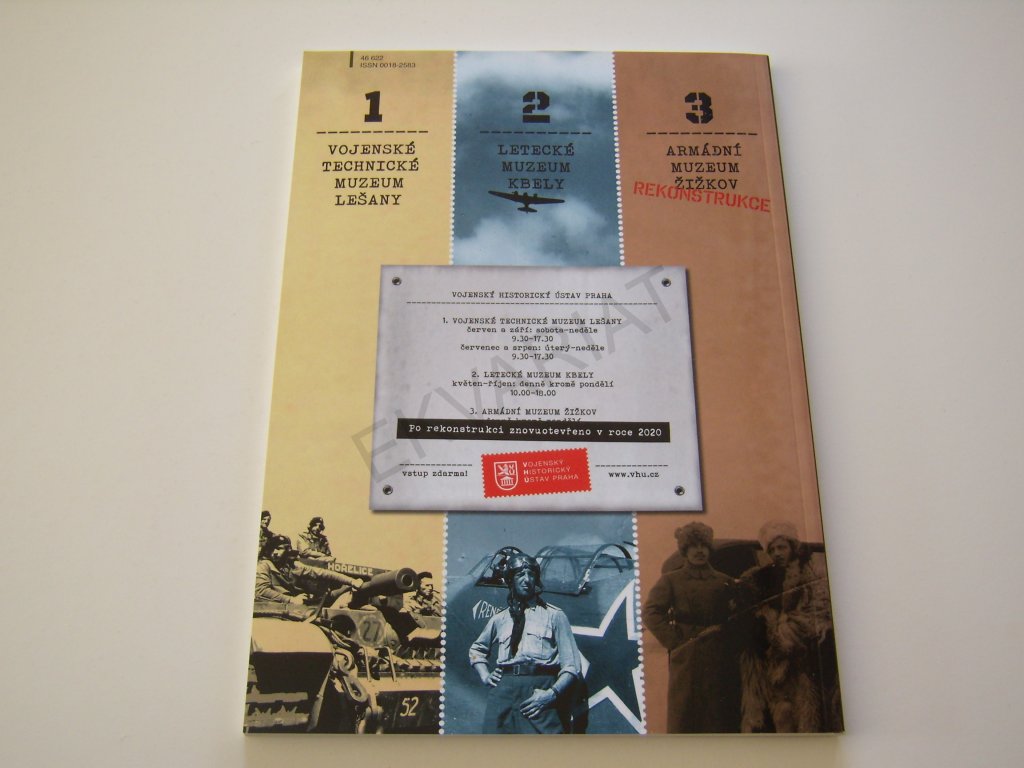 46 622
ISSN 0018-2583
1
VOJENSKÉ
TECHNICKÉ
MUZEUM
LEŠANY
2
LETECKÉ
MUZEUM
KBELY
3
ARMÁDNÍ
MUZEUM
ŽIŽKOV
REKONSTRUKCE
VOJENSKÝ HISTORICKÝ ÚSTAV PRAHA
1. VOJENSKÉ TECHNICKÉ MUZEUM LEŠANY
červen a září: sobota-neděle
9.30-17.30
červenec a srpen: úterý-neděle
9.30-17.30
2. LETECKÉ MUZEUM KBELY
květen-říjen: denně kromě pondělí
10.00-18.00
3. ARMÁDNÍ MUZEUM ŽIŽKOV
Po rekonstrukci znovuotevřeno v roce 2020
vstup zdarma!
VOJENSKÝ
HISTORICKÝ
ÚSTAV PRAHA
www.vhu.cz
EKVARIAT
HOŘELICE
27
52
RENÉ